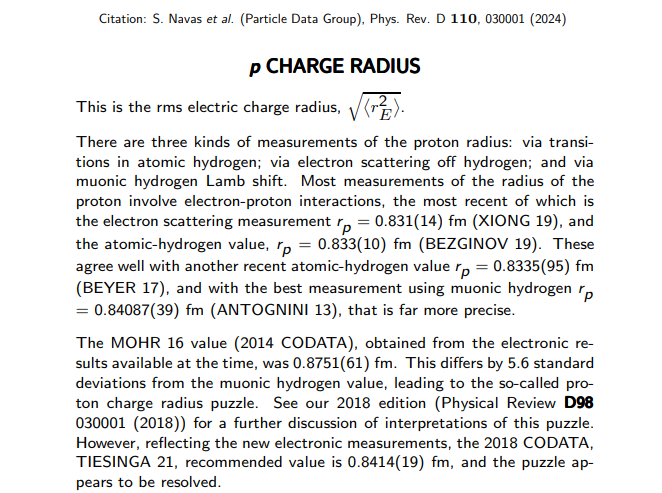 Citation: S. Navas et al. (Particle Data Group), Phys. Rev. D 110, 030001 (2024)
p CHARGE RADIUS
This is the rms electric charge radius, √⟨r_E^2⟩.
There are three kinds of measurements of the proton radius: via transi-
tions in atomic hydrogen; via electron scattering off hydrogen; and via
muonic hydrogen Lamb shift. Most measurements of the radius of the
proton involve electron-proton interactions, the most recent of which is
the electron scattering measurement r_p = 0.831(14) fm (XIONG 19), and
the atomic-hydrogen value, r_p = 0.833(10) fm (BEZGINOV 19). These
agree well with another recent atomic-hydrogen value r_p = 0.8335(95) fm
(BEYER 17), and with the best measurement using muonic hydrogen r_p
= 0.84087(39) fm (ANTOGNINI 13), that is far more precise.
The MOHR 16 value (2014 CODATA), obtained from the electronic re-
sults available at the time, was 0.8751(61) fm. This differs by 5.6 standard
deviations from the muonic hydrogen value, leading to the so-called pro-
ton charge radius puzzle. See our 2018 edition (Physical Review D98
030001 (2018)) for a further discussion of interpretations of this puzzle.
However, reflecting the new electronic measurements, the 2018 CODATA,
TIESINGA 21, recommended value is 0.8414(19) fm, and the puzzle ap-
pears to be resolved.